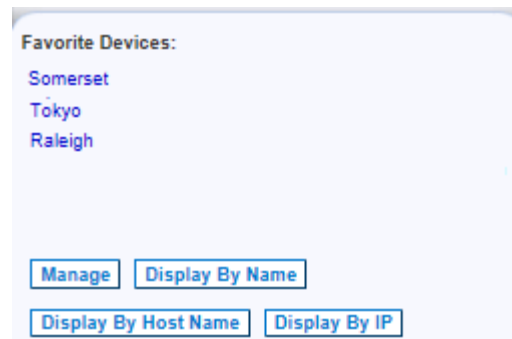 Favorite Devices:
Somerset
Tokyo
Raleigh
Manage Display By Name
Display By Host Name Display By IP